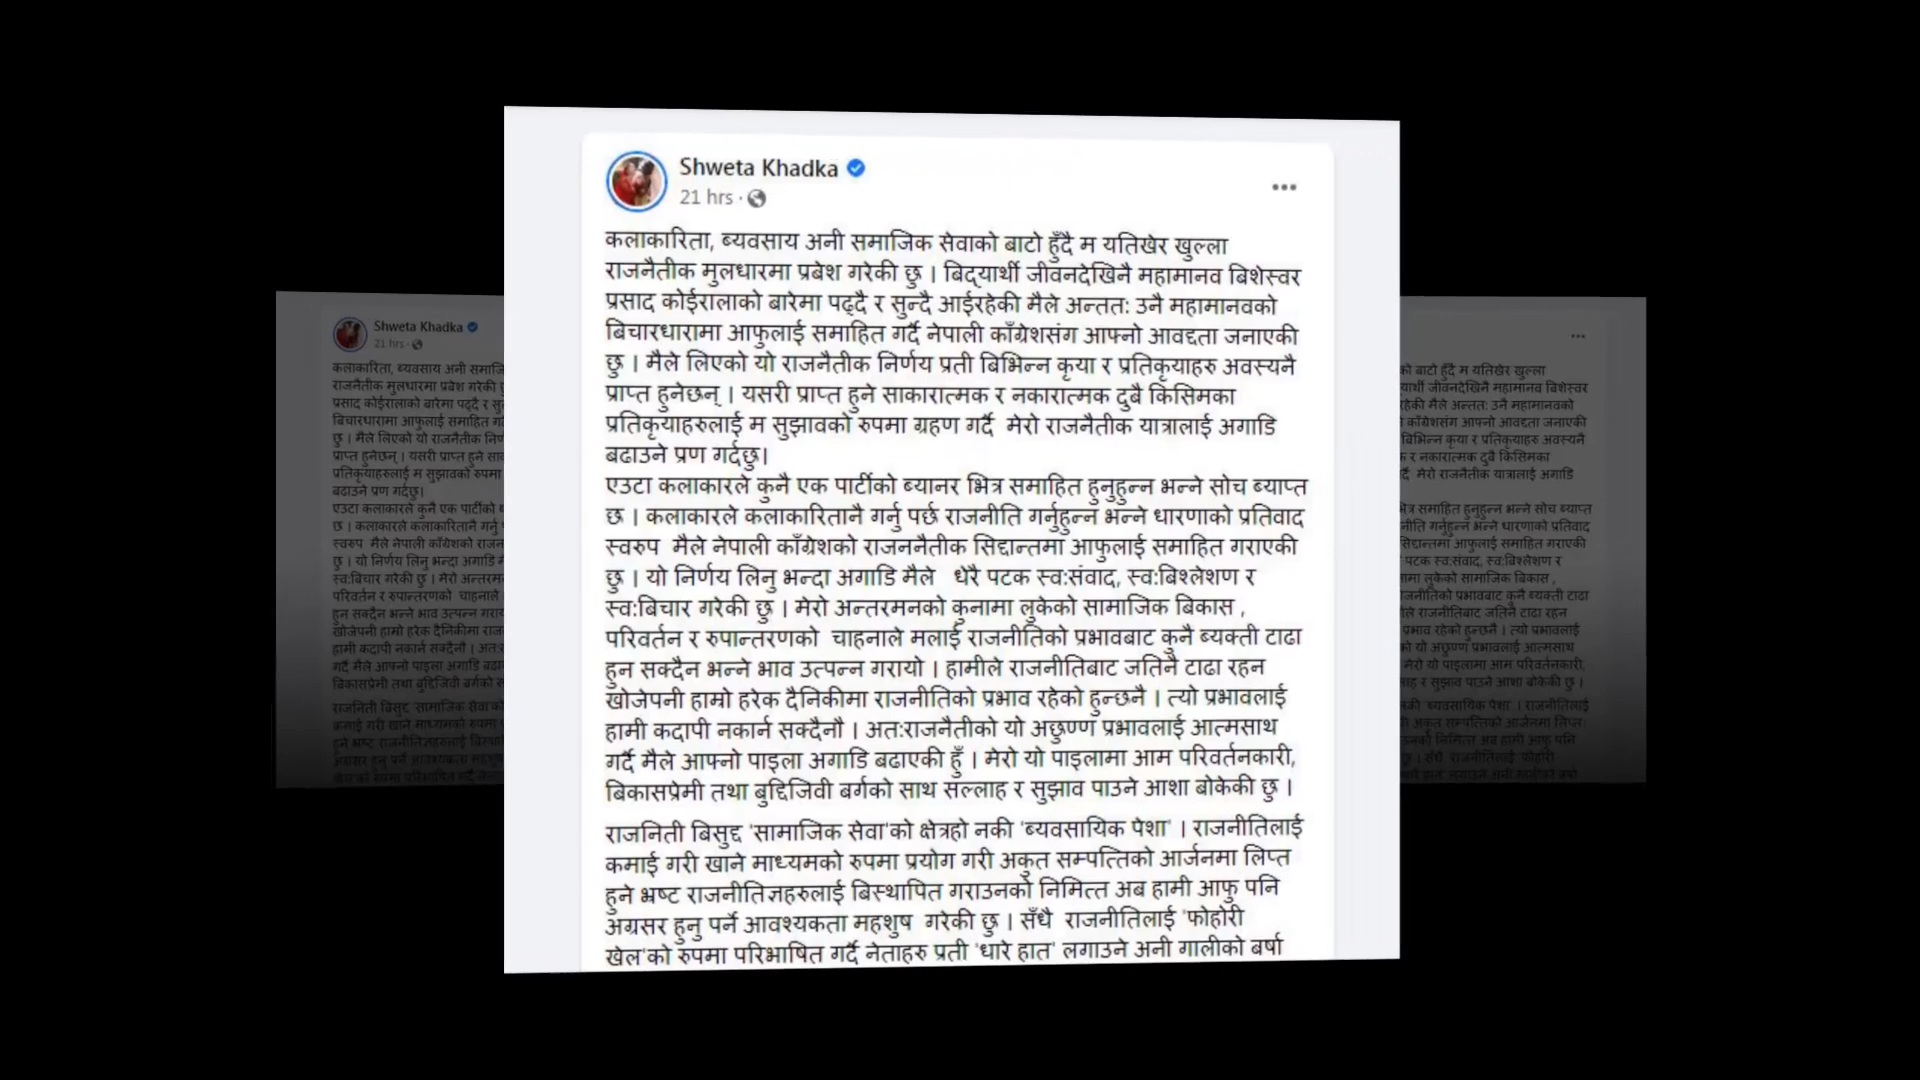 Shweta Khadka
21 hrs ·
कलाकारिता, ब्यवसाय अनी समाजिक सेवाको बाटो हुँदै म यतिखेर खुल्ला
राजनैतीक मुलधारमा प्रबेश गरेकी छु । बिद्यार्थी जीवनदेखिनै महामानव बिशेस्वर
प्रसाद कोईरालाको बारेमा पढ्दै र सुन्दै आईरहेकी मैले अन्तत: उनै महामानवको
बिचारधारामा आफुलाई समाहित गर्दै नेपाली काँग्रेशसंग आफ्नो आवद्दता जनाएकी
छु । मैले लिएको यो राजनैतीक निर्णय प्रती बिभिन्न कृया र प्रतिकृयाहरु अवस्यनै
प्राप्त हुनेछन् । यसरी प्राप्त हुने साकारात्मक र नकारात्मक दुबै किसिमका
प्रतिकृयाहरुलाई म सुझावको रुपमा ग्रहण गर्दै मेरो राजनैतीक यात्रालाई अगाडि
बढाउने प्रण गर्दछु।
एउटा कलाकारले कुनै एक पार्टीको ब्यानर भित्र समाहित हुनुहुन्न भन्ने सोच ब्याप्त
छ । कलाकारले कलाकारितानै गर्नु पर्छ राजनीति गर्नुहुन्न भन्ने धारणाको प्रतिवाद
स्वरुप मैले नेपाली काँग्रेशको राजननैतीक सिद्दान्तमा आफुलाई समाहित गराएकी
छु । यो निर्णय लिनु भन्दा अगाडि मैले धेरै पटक स्व:संवाद, स्व:बिश्लेशण र
स्व:बिचार गरेकी छु । मेरो अन्तरमनको कुनामा लुकेको सामाजिक बिकास ,
परिवर्तन र रुपान्तरणको चाहनाले मलाई राजनीतिको प्रभावबाट कुनै ब्यक्ती टाढा
हुन सक्दैन भन्ने भाव उत्पन्न गरायो । हामीले राजनीतिबाट जतिनै टाढा रहन
खोजेपनी हाम्रो हरेक दैनिकीमा राजनीतिको प्रभाव रहेको हुन्छनै । त्यो प्रभावलाई
हामी कदापी नकार्न सक्दैनौ । अत:राजनैतीको यो अछुण्ण प्रभावलाई आत्मसाथ
गर्दै मैले आफ्नो पाइला अगाडि बढाएकी हुँ । मेरो यो पाइलामा आम परिवर्तनकारी,
बिकासप्रेमी तथा बुद्दिजिवी बर्गको साथ सल्लाह र सुझाव पाउने आशा बोकेकी छु ।
राजनिती बिसुद्द 'सामाजिक सेवा'को क्षेत्रहो नकी 'ब्यवसायिक पेशा' । राजनीतिलाई
कमाई गरी खाने माध्यमको रुपमा प्रयोग गरी अकुत सम्पत्तिको आर्जनमा लिप्त
हुने भ्रष्ट राजनीतिज्ञहरुलाई बिस्थापित गराउनको निमित्त अब हामी आफु पनि
अग्रसर हुनु पर्ने आवश्यकता महशुष गरेकी छु । सँधै राजनीतिलाई 'फोहोरी
खेल'को रुपमा परिभाषित गर्दै नेताहरु प्रती 'धारे हात' लगाउने अनी गालीको बर्षा